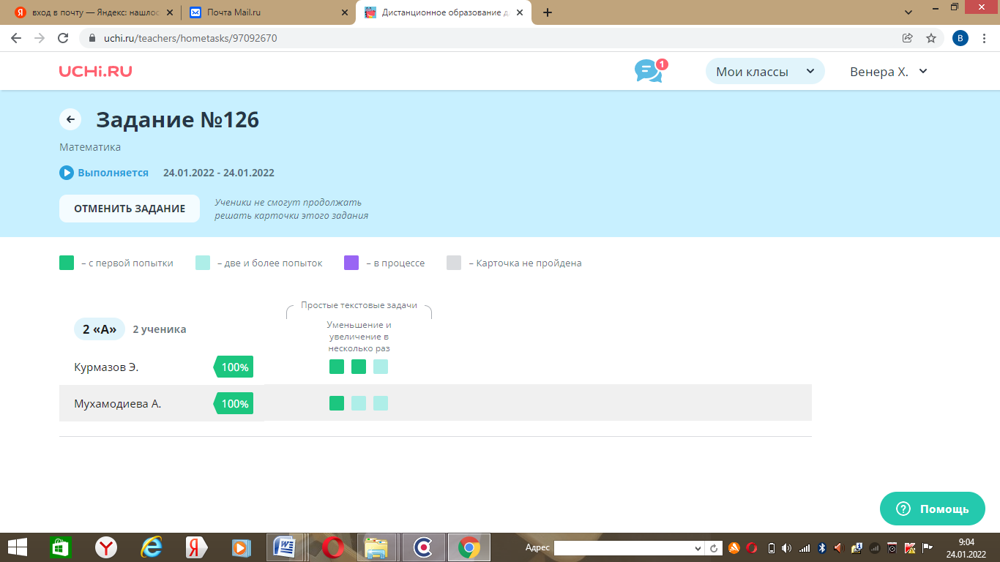 вход в почту — Яндекс: нашлос
Почта Mail.ru
Дистанционное образование д
uchi.ru/teachers/hometasks/97092670
В
UCHi.RU
1
Мои классы
Венера Х.
Задание №126
Математика
Выполняется 24.01.2022 - 24.01.2022
ОТМЕНИТЬ ЗАДАНИЕ
Ученики не смогут продолжать
решать карточки этого задания
– с первой попытки
– две и более попыток
– в процессе
– Карточка не пройдена
Простые текстовые задачи
2 «А» 2 ученика
Уменьшение и
увеличение в
несколько раз
Курмазов Э. 100%
Мухамодиева А. 100%
Помощь
Адрес
9:04
24.01.2022